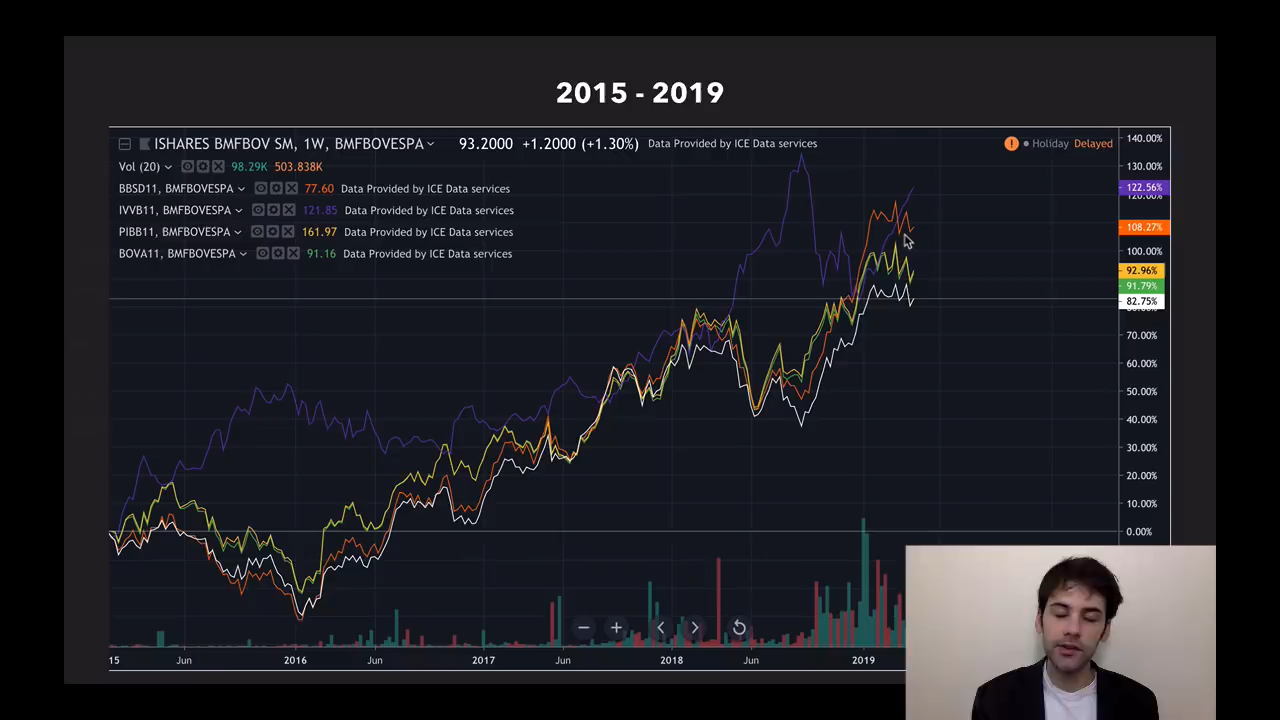 2015 - 2019
ISHARES BMFBOV SM, 1W, BMFBOVESPA 93.2000 +1.2000 (+1.30%) Data Provided by ICE Data services
Holiday Delayed
Vol (20) 98.29K 503.838K
BBSD11, BMFBOVESPA 77.60 Data Provided by ICE Data services
IVVB11, BMFBOVESPA 121.85 Data Provided by ICE Data services
PIBB11, BMFBOVESPA 161.97 Data Provided by ICE Data services
BOVA11, BMFBOVESPA 91.16 Data Provided by ICE Data services
140.00%
130.00%
122.56%
120.00%
108.27%
100.00%
92.96%
91.79%
82.75%
70.00%
60.00%
50.00%
40.00%
30.00%
20.00%
10.00%
0.00%
15 Jun 2016 Jun 2017 Jun 2018 Jun 2019